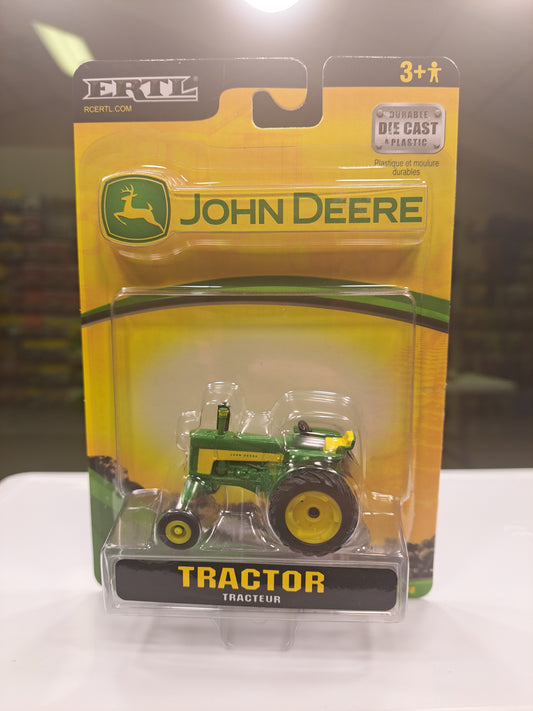 ERTL
RCERTL.COM
3+
DURABLE
DIE CAST
& PLASTIC
Plastique et moulure
durables
JOHN DEERE
JOHN DEERE
TRACTOR
TRACTEUR